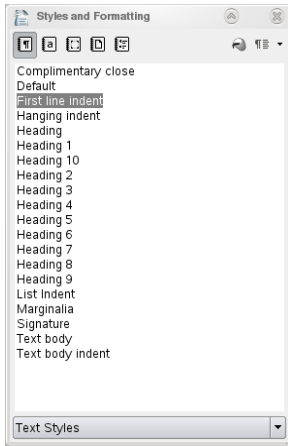 Styles and Formatting
Complimentary close
Default
First line indent
Hanging indent
Heading
Heading 1
Heading 10
Heading 2
Heading 3
Heading 4
Heading 5
Heading 6
Heading 7
Heading 8
Heading 9
List Indent
Marginalia
Signature
Text body
Text body indent
Text Styles